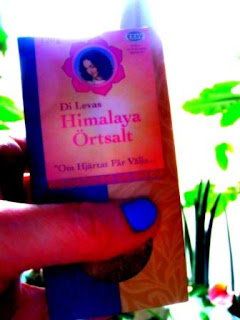 Di Levas
Himalaya
Örtsalt
"Om Hjärtat Får Välja...